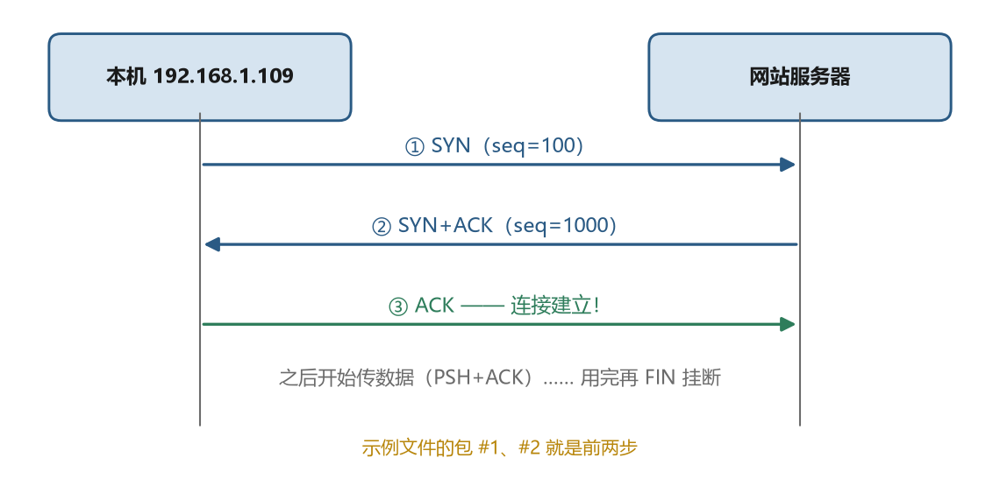 本机 192.168.1.109
网站服务器
① SYN（seq=100）
② SYN+ACK（seq=1000）
③ ACK —— 连接建立！
之后开始传数据（PSH+ACK）…… 用完再 FIN 挂断
示例文件的包 #1、#2 就是前两步